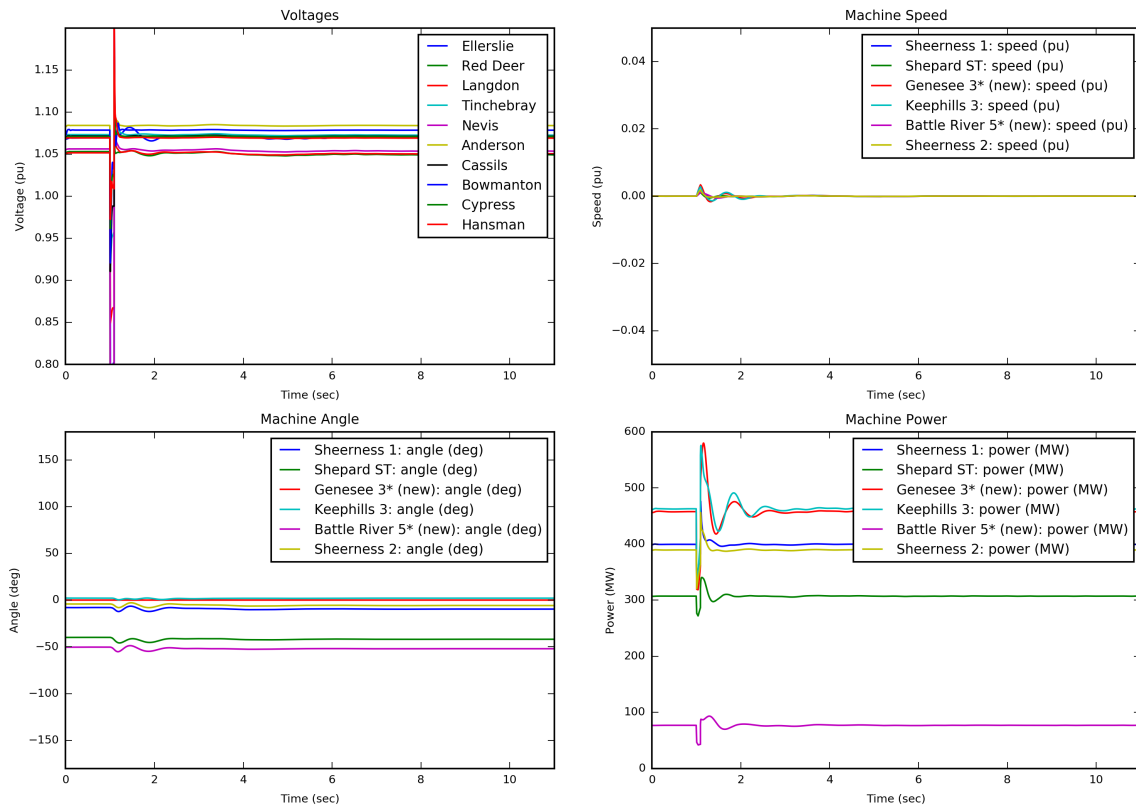 Voltages
1.15
1.10
1.05
1.00
0.95
0.90
0.85
0.80
Voltage (pu)
0 2 4 6 8 10
Time (sec)
Ellerslie
Red Deer
Langdon
Tinchebray
Nevis
Anderson
Cassils
Bowmanton
Cypress
Hansman
Machine Speed
0.04
0.02
0.00
−0.02
−0.04
Speed (pu)
0 2 4 6 8 10
Time (sec)
Sheerness 1: speed (pu)
Shepard ST: speed (pu)
Genesee 3* (new): speed (pu)
Keephills 3: speed (pu)
Battle River 5* (new): speed (pu)
Sheerness 2: speed (pu)
Machine Angle
150
100
50
0
−50
−100
−150
Angle (deg)
0 2 4 6 8 10
Time (sec)
Sheerness 1: angle (deg)
Shepard ST: angle (deg)
Genesee 3* (new): angle (deg)
Keephills 3: angle (deg)
Battle River 5* (new): angle (deg)
Sheerness 2: angle (deg)
Machine Power
600
500
400
300
200
100
0
Power (MW)
0 2 4 6 8 10
Time (sec)
Sheerness 1: power (MW)
Shepard ST: power (MW)
Genesee 3* (new): power (MW)
Keephills 3: power (MW)
Battle River 5* (new): power (MW)
Sheerness 2: power (MW)